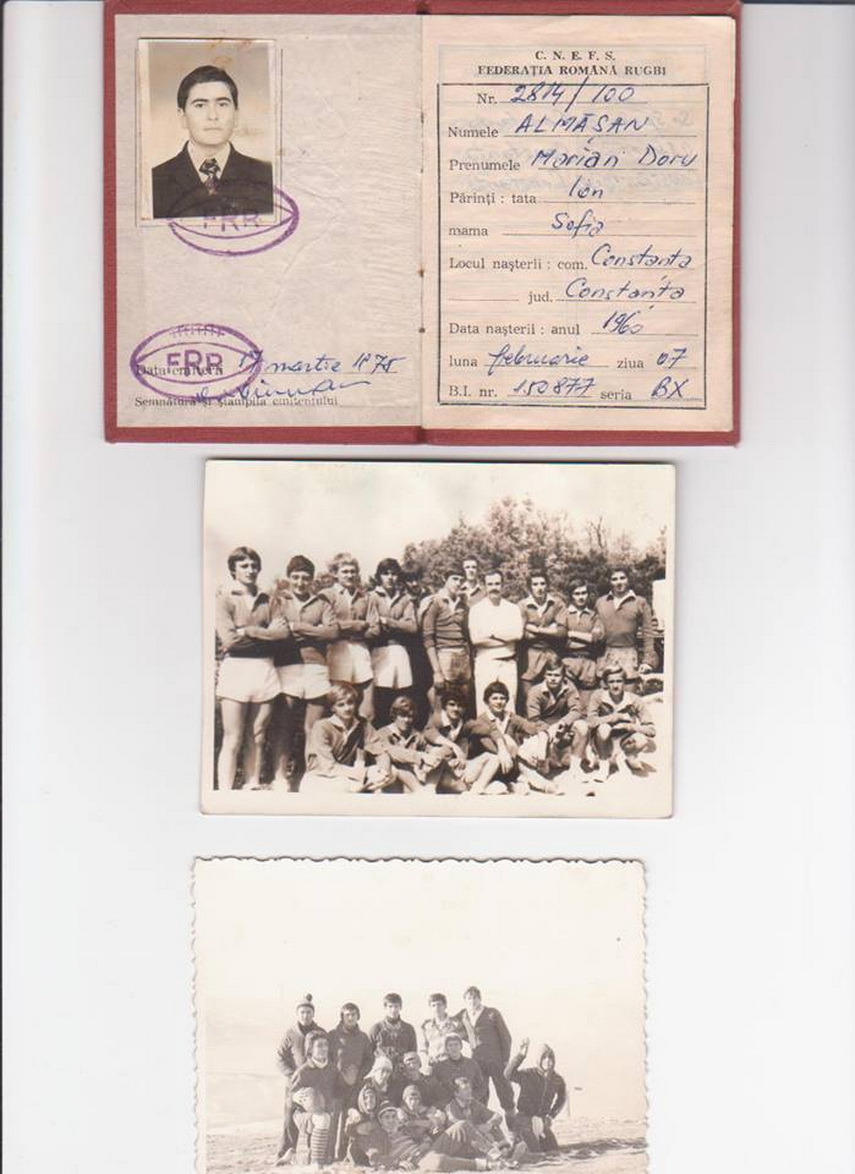 FRR
FRR
Data emiterii 17 martie 1975
Semnătura și ștampila emitentului
C. N. E. F. S.
FEDERAȚIA ROMÂNĂ RUGBI
Nr. 2814/100
Numele ALMĂȘAN
Prenumele Marian Doru
Părinți : tata Ion
mama Sofia
Locul nașterii : com. Constanța
jud. Constanța
Data nașterii : anul 1960
luna februarie ziua 07
B.I. nr. 150877 seria BX